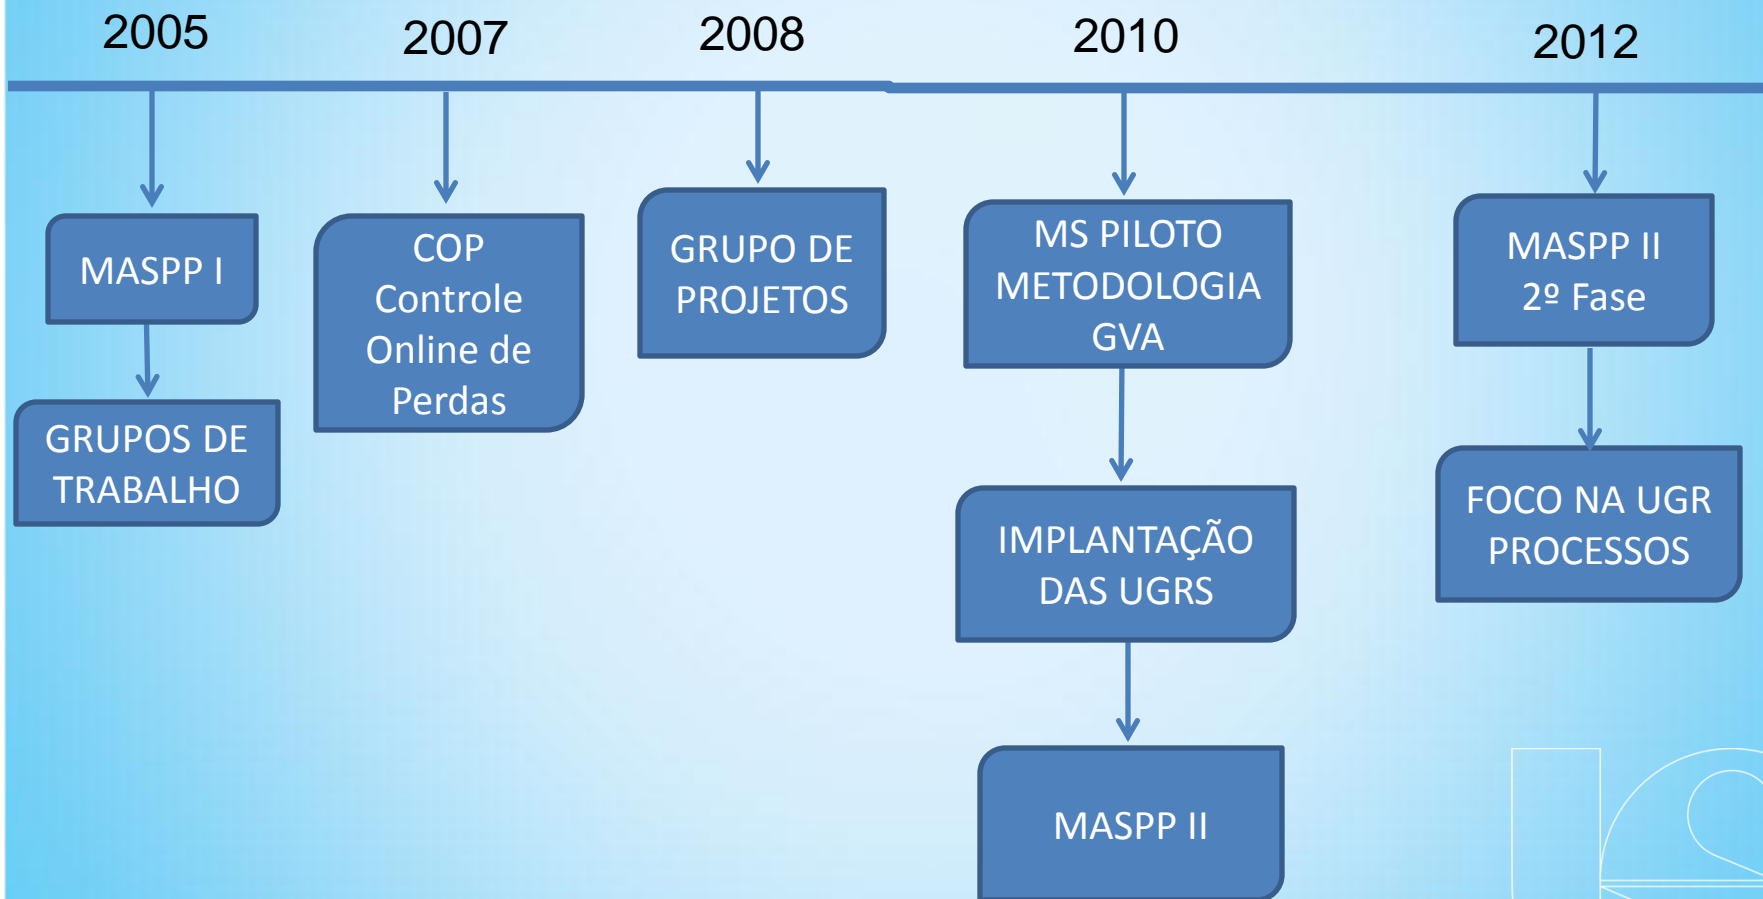 2005
2007
2008
2010
2012
MASPP I
GRUPOS DE
TRABALHO
COP
Controle
Online de
Perdas
GRUPO DE
PROJETOS
MS PILOTO
METODOLOGIA
GVA
IMPLANTAÇÃO
DAS UGRS
MASPP II
MASPP II
2º Fase
FOCO NA UGR
PROCESSOS